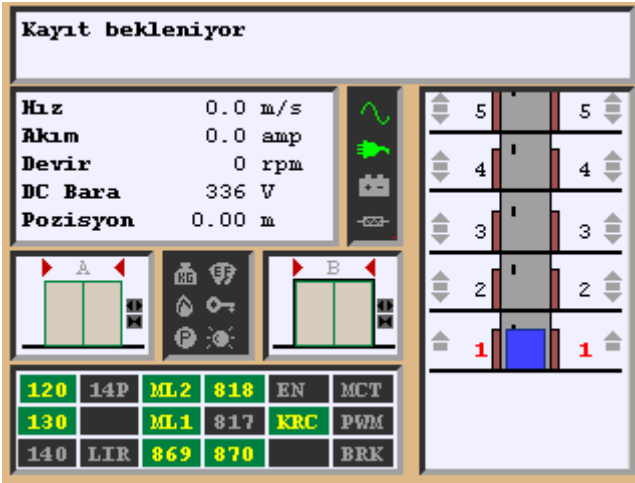 Kayıt bekleniyor
Hız 0.0 m/s
Akım 0.0 amp
Devir 0 rpm
DC Bara 336 V
Pozisyon 0.00 m
5 5
4 4
3 3
2 2
1 1
A
KG
B
P
120 14P ML2 818 EN MCT
130 ML1 817 KRC PWM
140 LIR 869 870 BRK